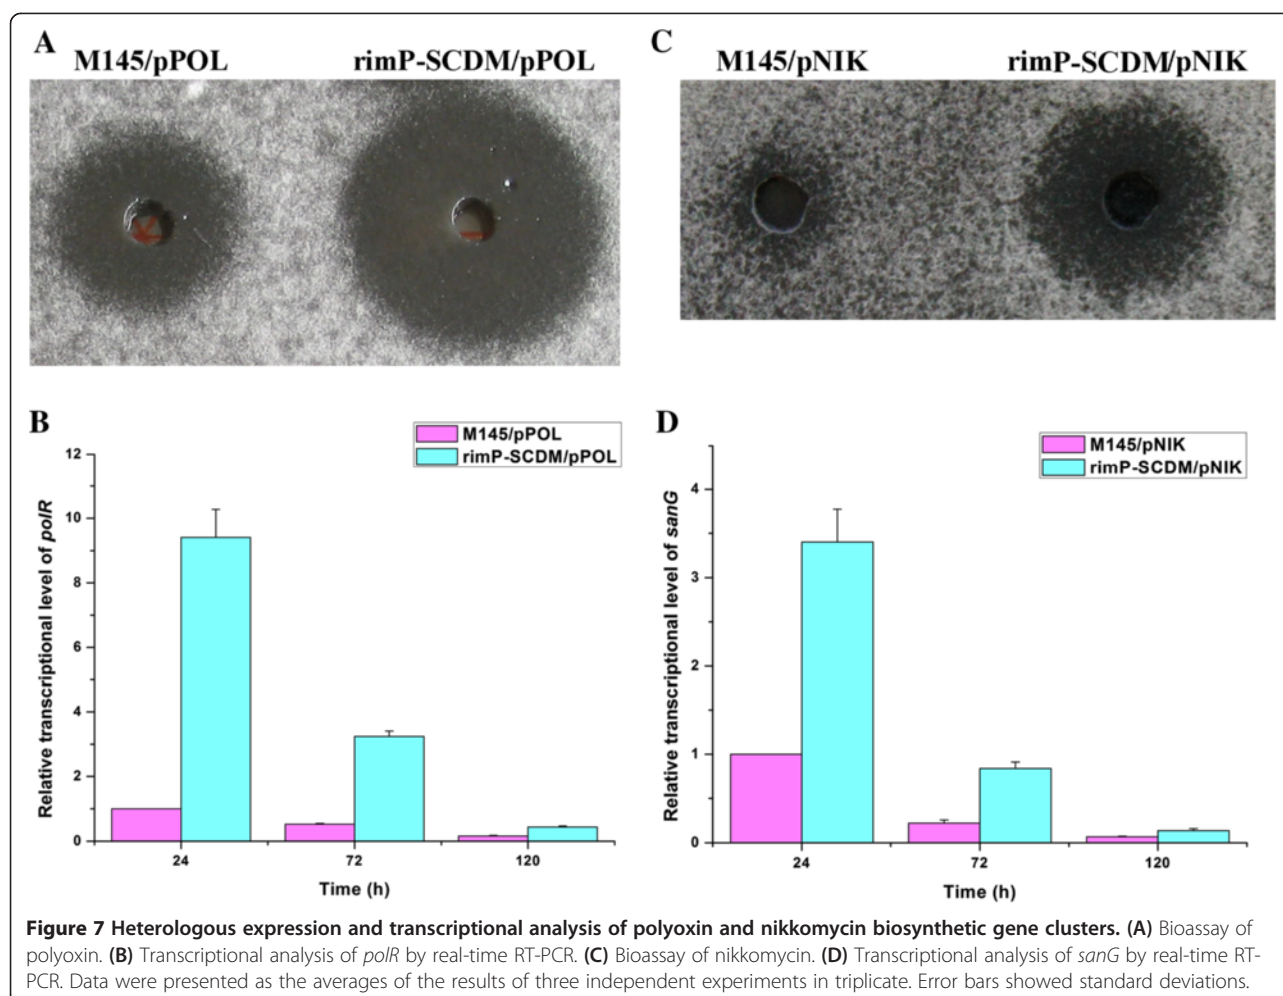 A
M145/pPOL rimP-SCDM/pPOL
C
M145/pNIK rimP-SCDM/pNIK
B
M145/pPOL
rimP-SCDM/pPOL
Relative transcriptional level of polR
12
10
8
6
4
2
0
24 72 120
Time (h)
D
M145/pNIK
rimP-SCDM/pNIK
Relative transcriptional level of sanG
4
3
2
1
0
24 72 120
Time (h)
Figure 7 Heterologous expression and transcriptional analysis of polyoxin and nikkomycin biosynthetic gene clusters. (A) Bioassay of
polyoxin. (B) Transcriptional analysis of polR by real-time RT-PCR. (C) Bioassay of nikkomycin. (D) Transcriptional analysis of sanG by real-time RT-
PCR. Data were presented as the averages of the results of three independent experiments in triplicate. Error bars showed standard deviations.